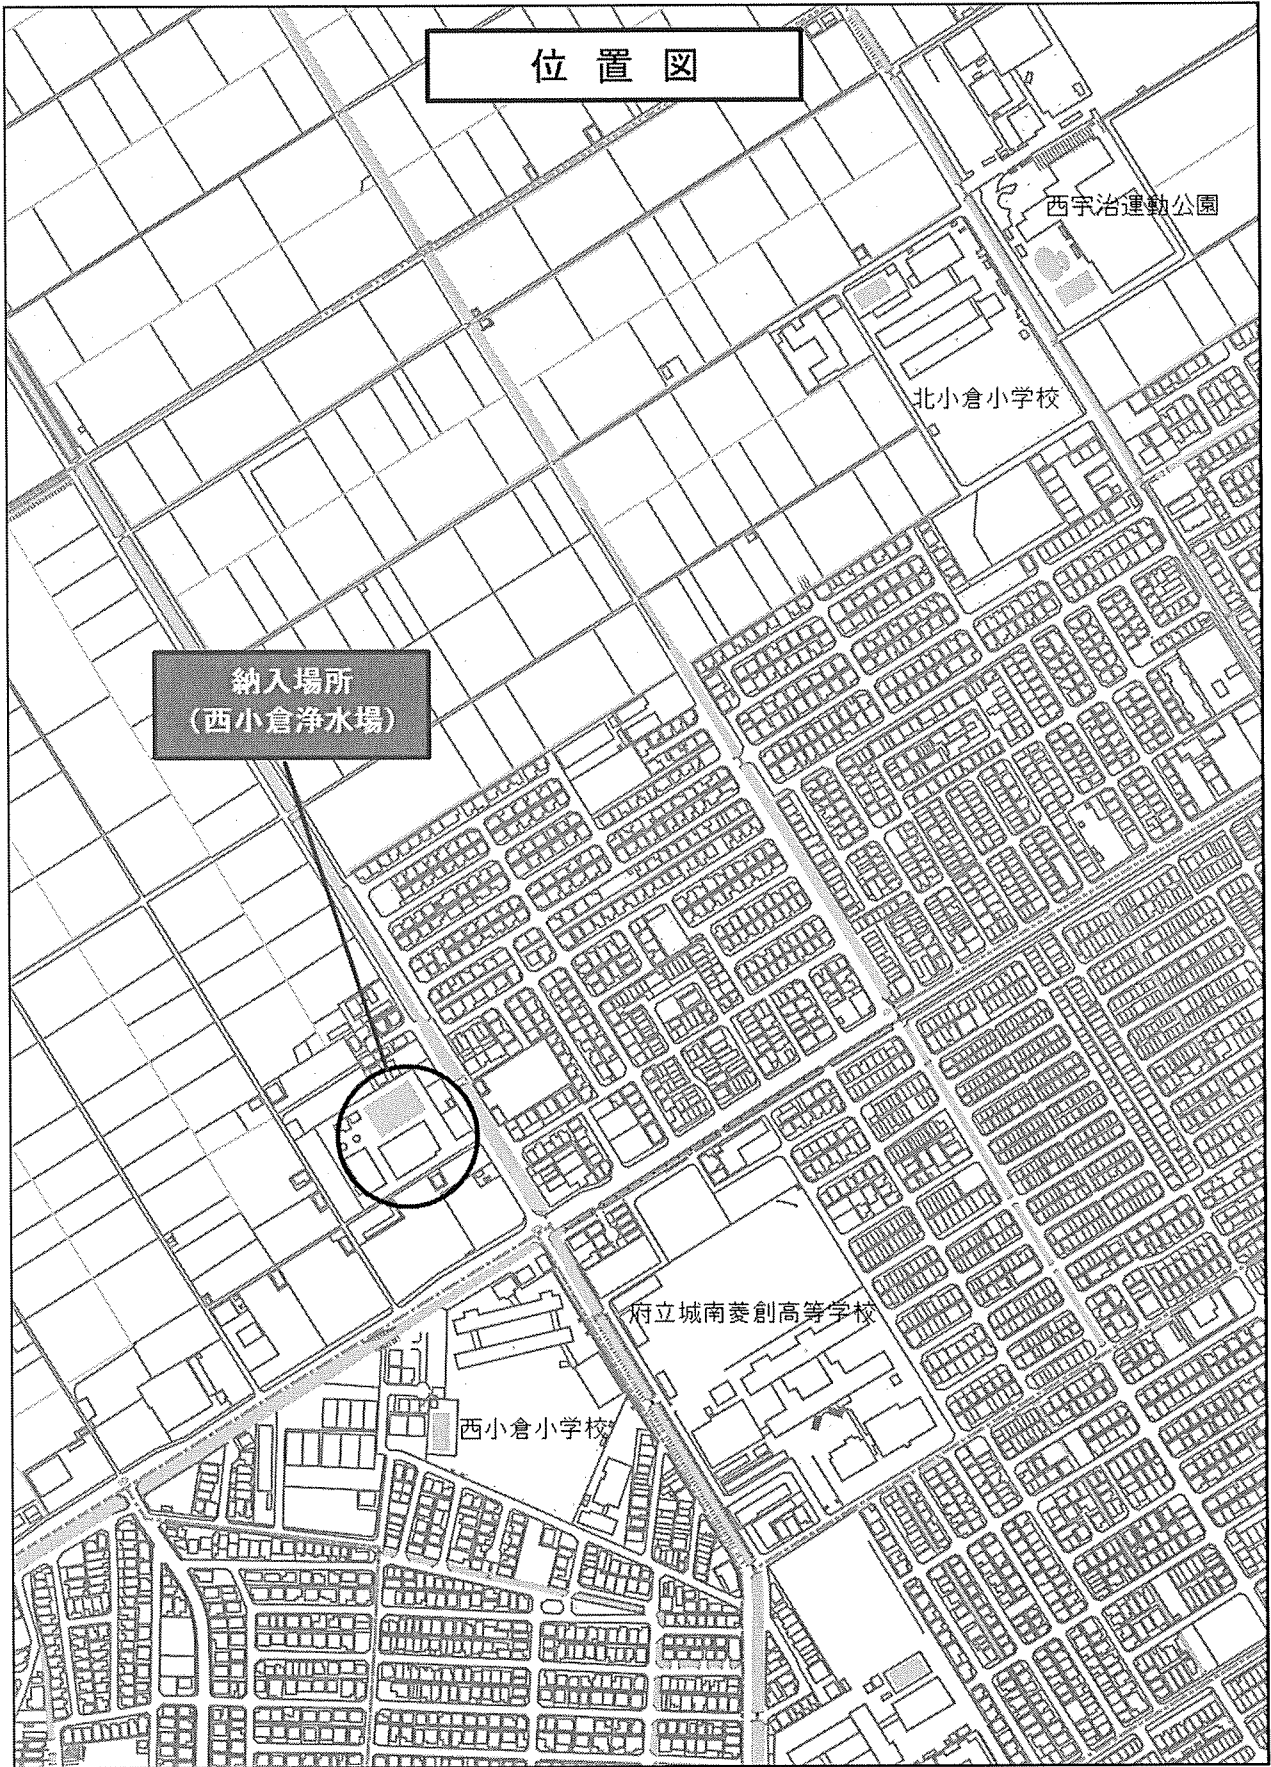 位置図
西宇治運動公園
北小倉小学校
納入場所
(西小倉浄水場)
府立城南菱創高等学校
西小倉小学校